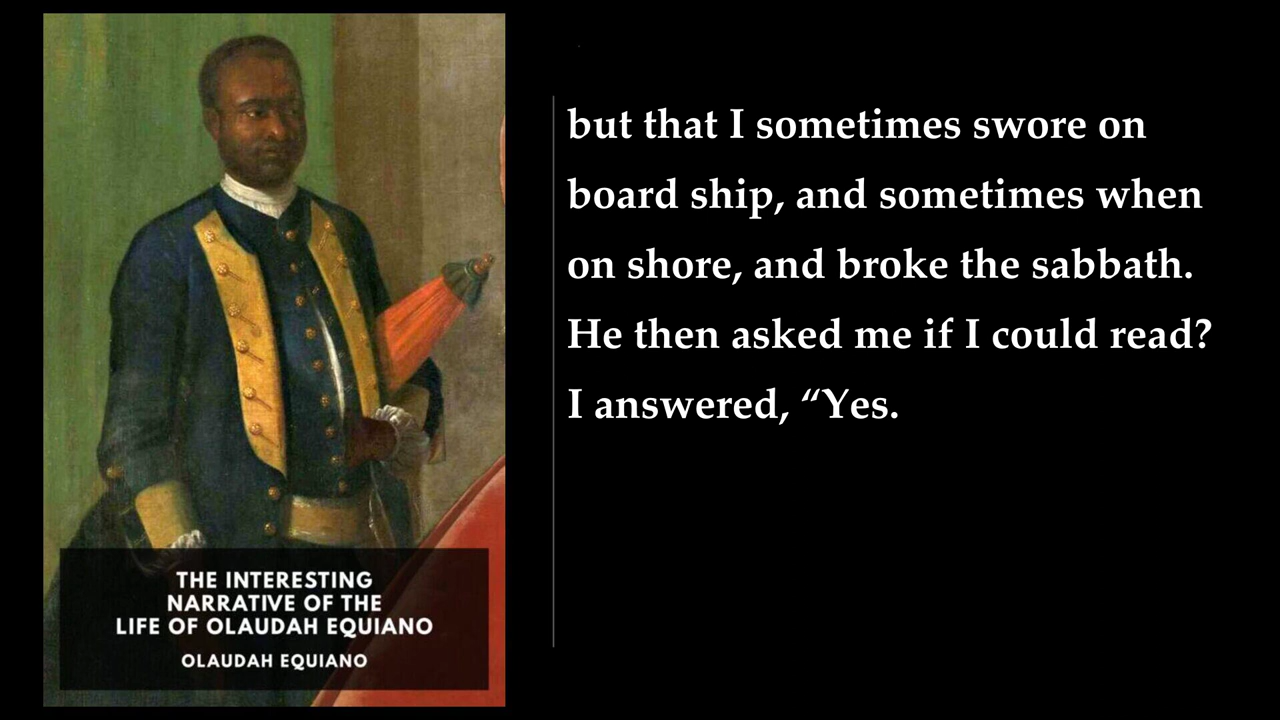 THE INTERESTING
NARRATIVE OF THE
LIFE OF OLAUDAH EQUIANO
OLAUDAH EQUIANO
but that I sometimes swore on
board ship, and sometimes when
on shore, and broke the sabbath.
He then asked me if I could read?
I answered, “Yes.